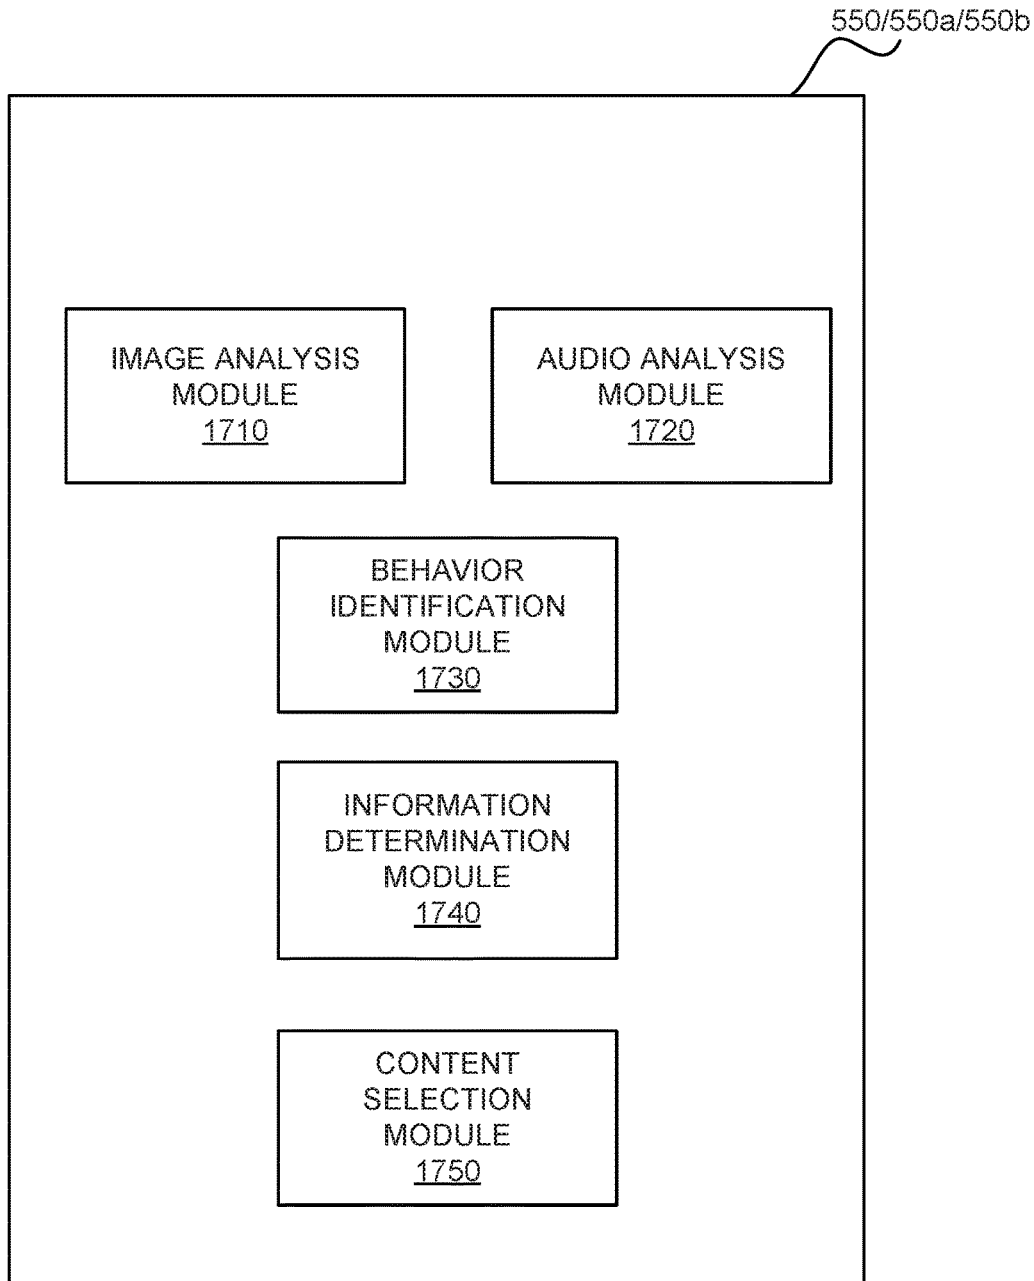 550/550a/550b
IMAGE ANALYSIS
MODULE
1710
AUDIO ANALYSIS
MODULE
1720
BEHAVIOR
IDENTIFICATION
MODULE
1730
INFORMATION
DETERMINATION
MODULE
1740
CONTENT
SELECTION
MODULE
1750